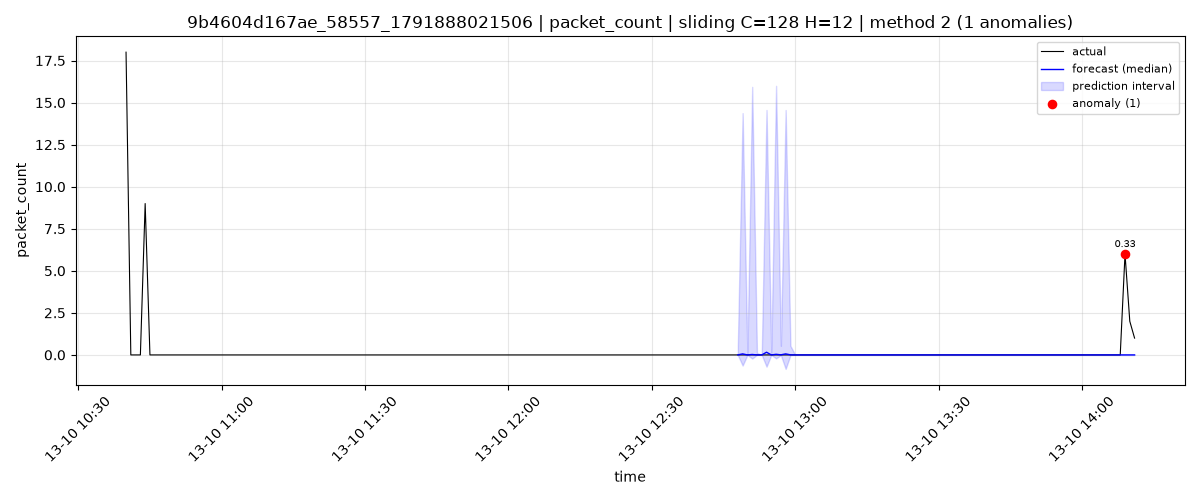 9b4604d167ae_58557_1791888021506 | packet_count | sliding C=128 H=12 | method 2 (1 anomalies)
actual
forecast (median)
prediction interval
anomaly (1)
17.5
15.0
12.5
10.0
7.5
5.0
2.5
0.0
packet_count
0.33
13-10 10:30
13-10 11:00
13-10 11:30
13-10 12:00
13-10 12:30
13-10 13:00
13-10 13:30
13-10 14:00
time